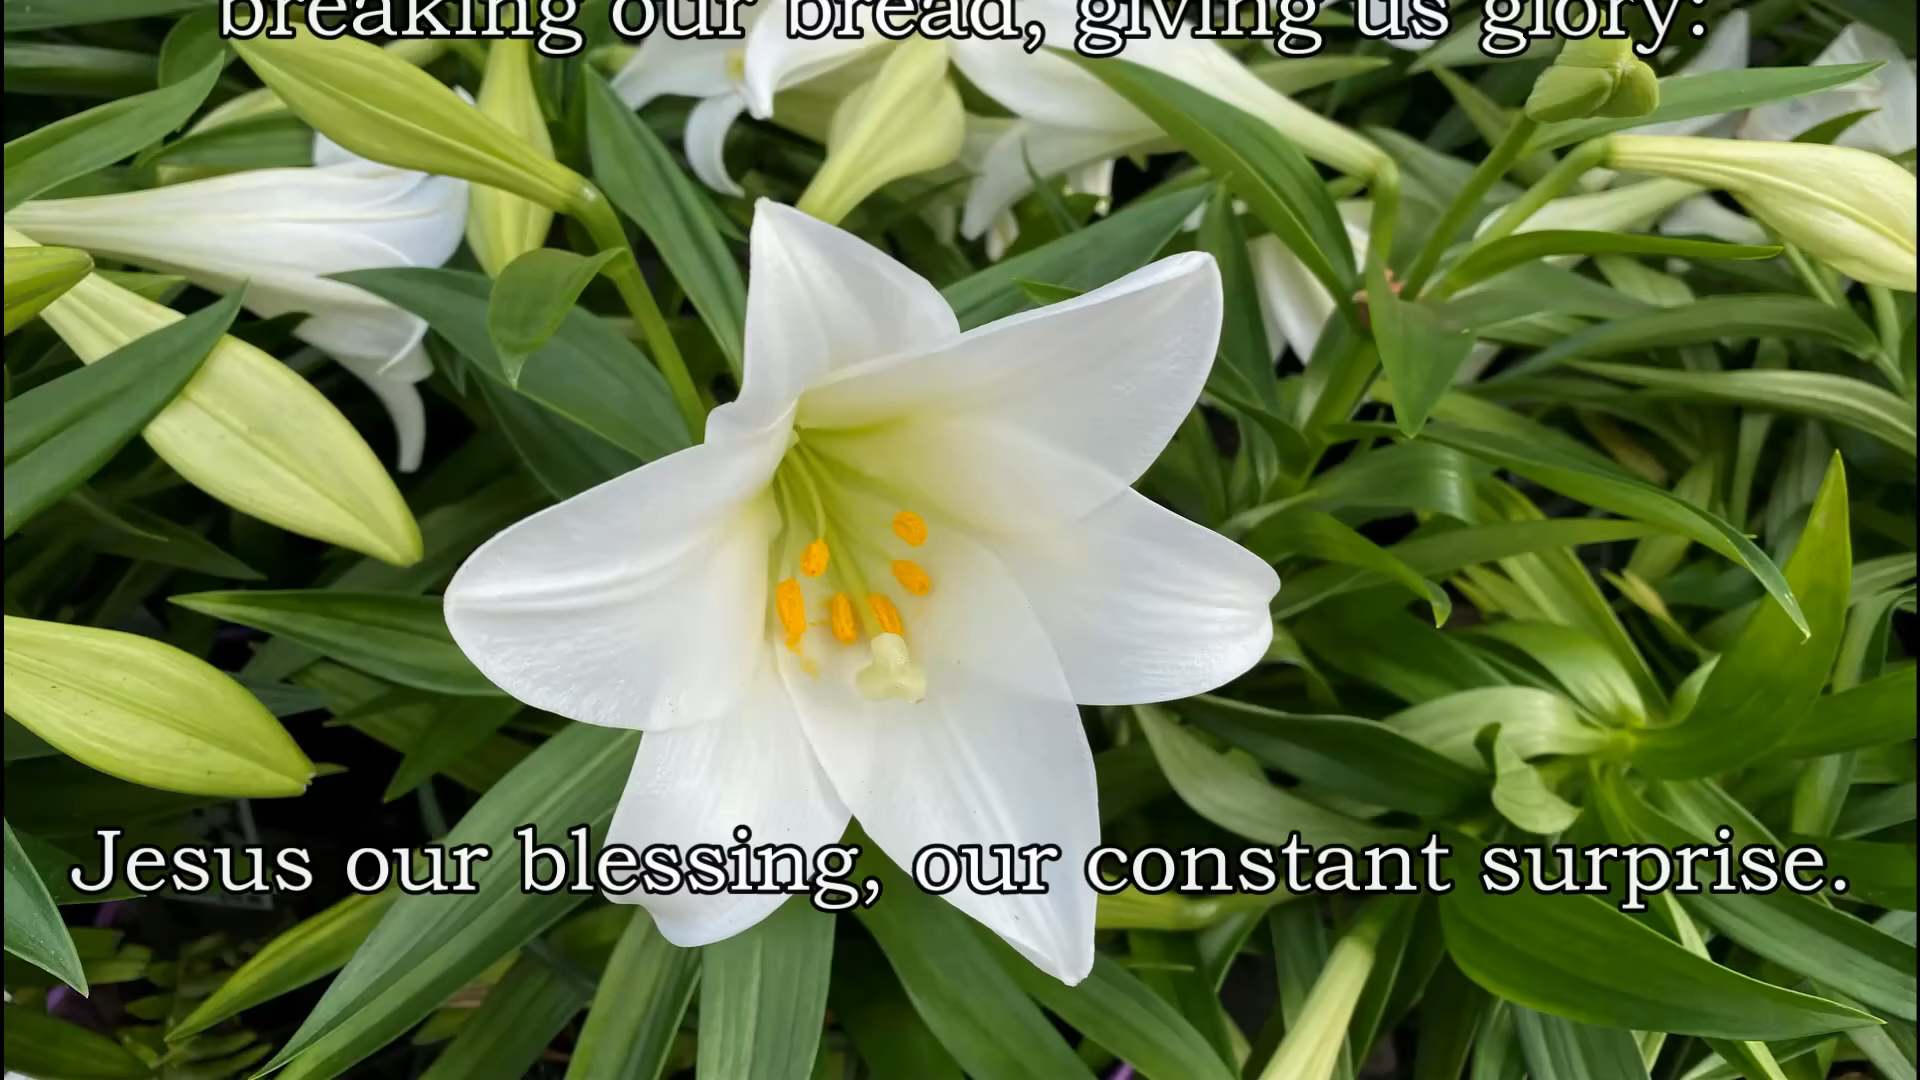 breaking our bread, giving us glory:
Jesus our blessing, our constant surprise.